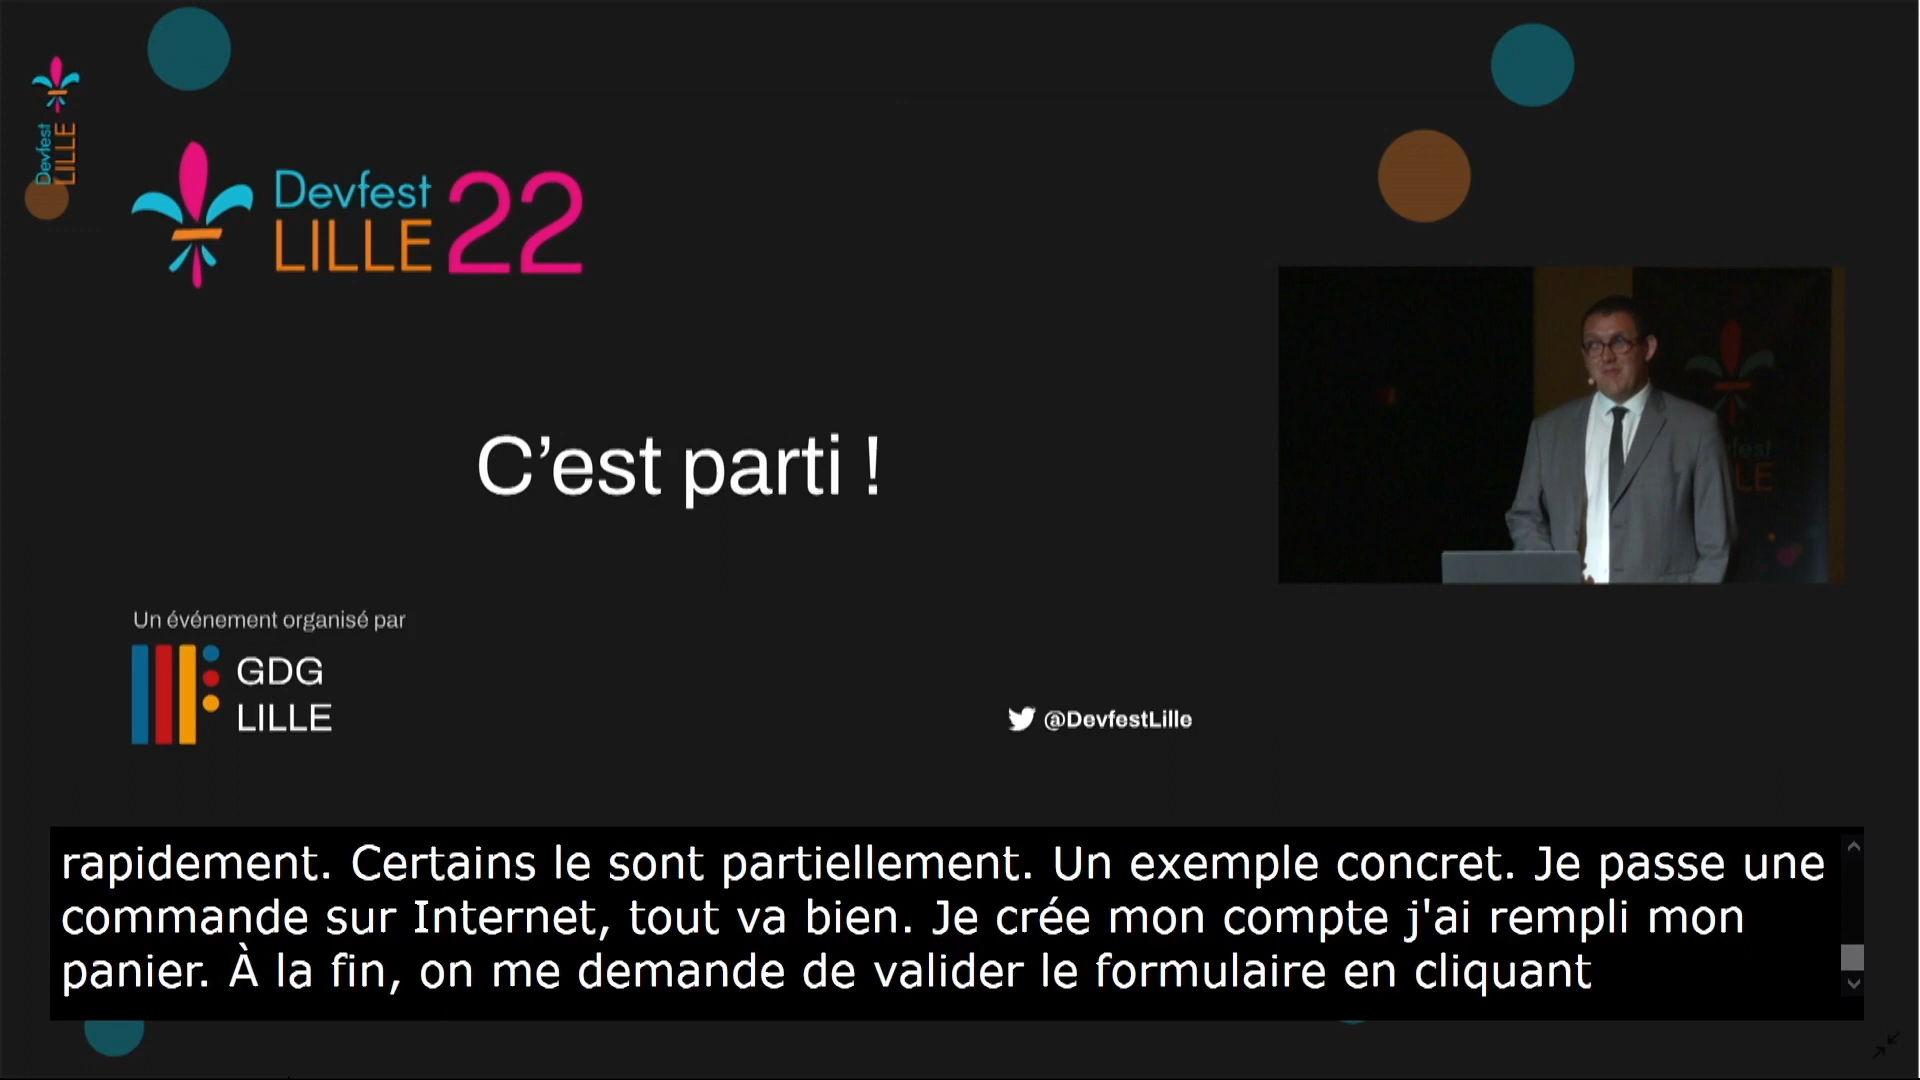 Devfest
LILLE
Devfest
LILLE
22
C’est parti !
Un événement organisé par
GDG
LILLE
@DevfestLille
LE
rapidement. Certains le sont partiellement. Un exemple concret. Je passe une
commande sur Internet, tout va bien. Je crée mon compte j'ai rempli mon
panier. À la fin, on me demande de valider le formulaire en cliquant